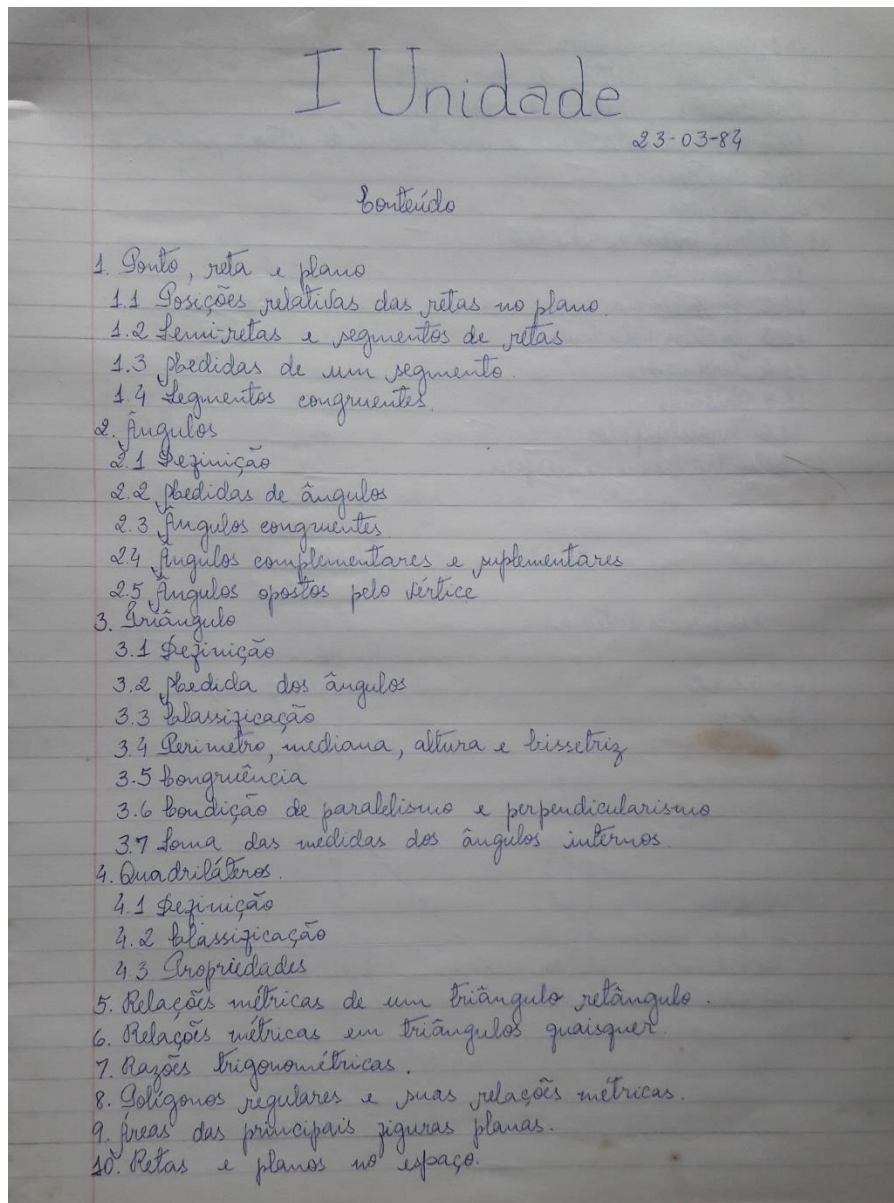 I Unidade
23-03-84
Conteúdo
1. Ponto, reta e plano
1.1 Posições relativas das retas no plano.
1.2 Semi-retas e segmentos de retas
1.3 Medidas de um segmento.
1.4 Segmentos congruentes.
2. Ângulos
2.1 Definição
2.2 Medidas de ângulos
2.3 Ângulos congruentes.
2.4 Ângulos complementares e suplementares
2.5 Ângulos opostos pelo vértice
3. Triângulo
3.1 Definição
3.2 Medida dos ângulos
3.3 Classificação
3.4 Perimetro, mediana, altura e bissetriz
3.5 Congruência
3.6 Condição de paralelismo e perpendicularismo
3.7 Soma das medidas dos ângulos internos.
4. Quadriláteros.
4.1 Definição
4.2 Classificação
4.3 Propriedades
5. Relações métricas de um triângulo retângulo.
6. Relações métricas em triângulos quaisquer.
7. Razões trigonométricas.
8. Polígonos regulares e suas relações métricas.
9. Áreas das principais figuras planas.
10. Retas e planos no espaço.